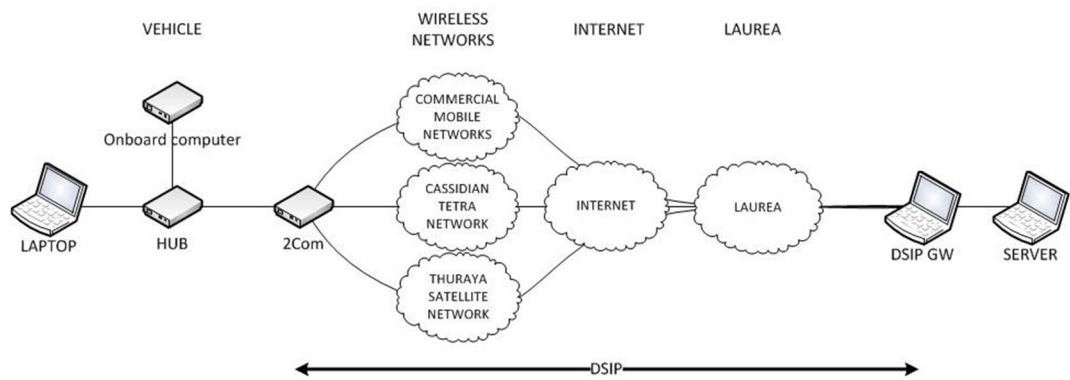 VEHICLE
WIRELESS
NETWORKS
INTERNET
LAUREA
Onboard computer
LAPTOP
HUB
2Com
COMMERCIAL
MOBILE
NETWORKS
CASSIDIAN
TETRA
NETWORK
THURAYA
SATELLITE
NETWORK
INTERNET
LAUREA
DSIP GW
SERVER
DSIP